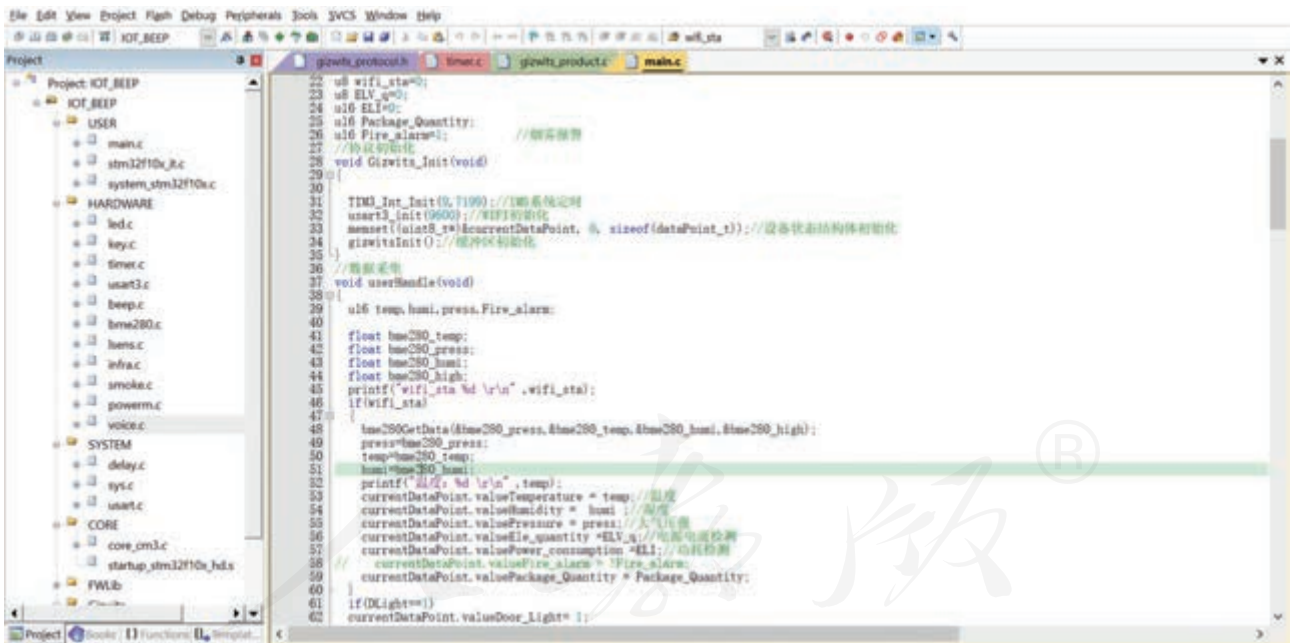 File Edit View Project Flash Debug Peripherals Tools SVCS Window Help
IOT_BEEP
wifi_sta
Project
gizwits_protocol.h timer.c gizwits_product.c main.c
Project: IOT_BEEP
IOT_BEEP
USER
main.c
stm32f10x_it.c
system_stm32f10x.c
HARDWARE
led.c
key.c
timer.c
usart3.c
beep.c
bme280.c
lsens.c
infra.c
smoke.c
powerm.c
voice.c
SYSTEM
delay.c
sys.c
usart.c
CORE
core_cm3.c
startup_stm32f10x_hd.s
FWLib
Project Books Functions Templat...
22 u8 wifi_sta=0;
23 u8 ELV_q=0;
24 u16 ELI=0;
25 u16 Package_Quantity;
26 u16 Fire_alarm=1; //烟雾报警
27 //协议初始化
28 void Gizwits_Init(void)
29 {
30
31 TIM3_Int_Init(9,7199);//1MS系统定时
32 usart3_init(9600);//WIFI初始化
33 memset((uint8_t*)&currentDataPoint, 0, sizeof(dataPoint_t));//设备状态结构体初始化
34 gizwitsInit();//缓冲区初始化
35 }
36 //数据采集
37 void userHandle(void)
38 {
39 u16 temp,humi,press,Fire_alarm;
40
41 float bme280_temp;
42 float bme280_press;
43 float bme280_humi;
44 float bme280_high;
45 printf("wifi_sta %d \r\n" ,wifi_sta);
46 if(wifi_sta)
47 {
48 bme280GetData(&bme280_press,&bme280_temp,&bme280_humi,&bme280_high);
49 press=bme280_press;
50 temp=bme280_temp;
51 humi=bme280_humi;
52 printf("温度: %d \r\n" ,temp);
53 currentDataPoint.valueTemperature = temp;//温度
54 currentDataPoint.valueHumidity = humi ;//湿度
55 currentDataPoint.valuePressure = press;//大气压强
56 currentDataPoint.valueEle_quantity =ELV_q;//电源电流检测
57 currentDataPoint.valuePower_consumption =ELI;//功耗检测
58 // currentDataPoint.valueFire_alarm = !Fire_alarm;
59 currentDataPoint.valuePackage_Quantity = Package_Quantity;
60 }
61 if(DLight==1)
62 currentDataPoint.valueDoor_Light= 1;